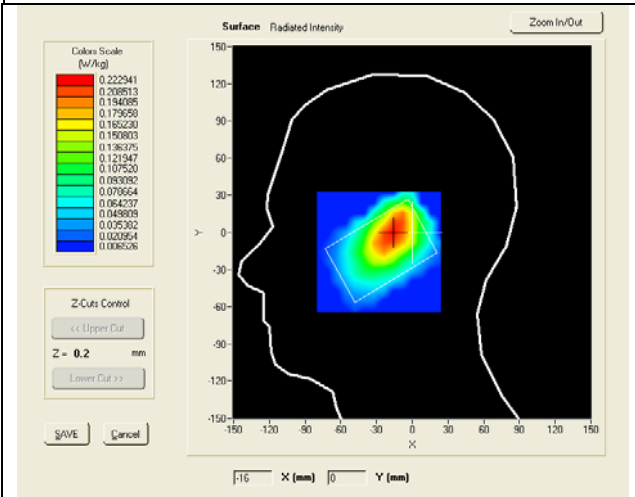 Surface Radiated Intensity
Zoom In/Out
Colors Scale
(W/kg)
0.222941
0.208513
0.194085
0.179658
0.165230
0.150803
0.136375
0.121947
0.107520
0.093092
0.078664
0.064237
0.049809
0.035382
0.020954
0.006526
Z-Cuts Control
<< Upper Cut
Z = 0.2 mm
Lower Cut >>
SAVE Cancel
150
120
90
60
30
0
-30
-60
-90
-120
-150
Y
-150 -120 -90 -60 -30 0 30 60 90 120 150
X
-16 X (mm) 0 Y (mm)